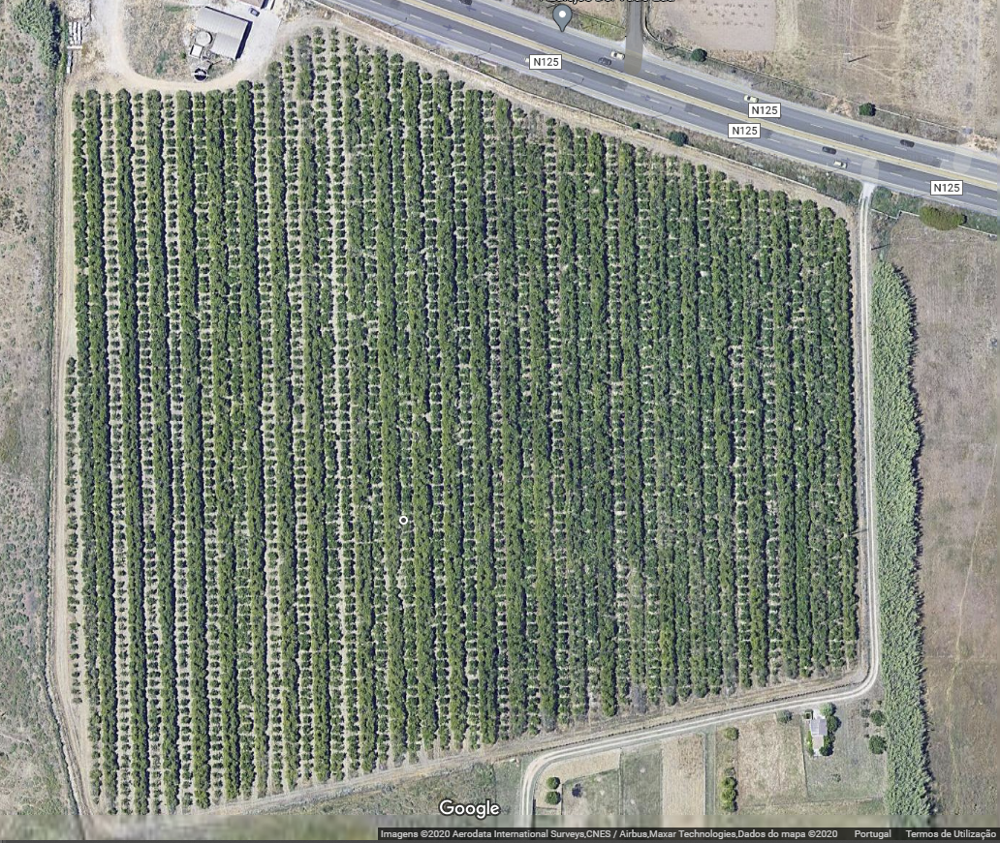 N125
N125
N125
N125
Google
Imagens ©2020 Aerodata International Surveys,CNES / Airbus,Maxar Technologies,Dados do mapa ©2020 Portugal Termos de Utilização